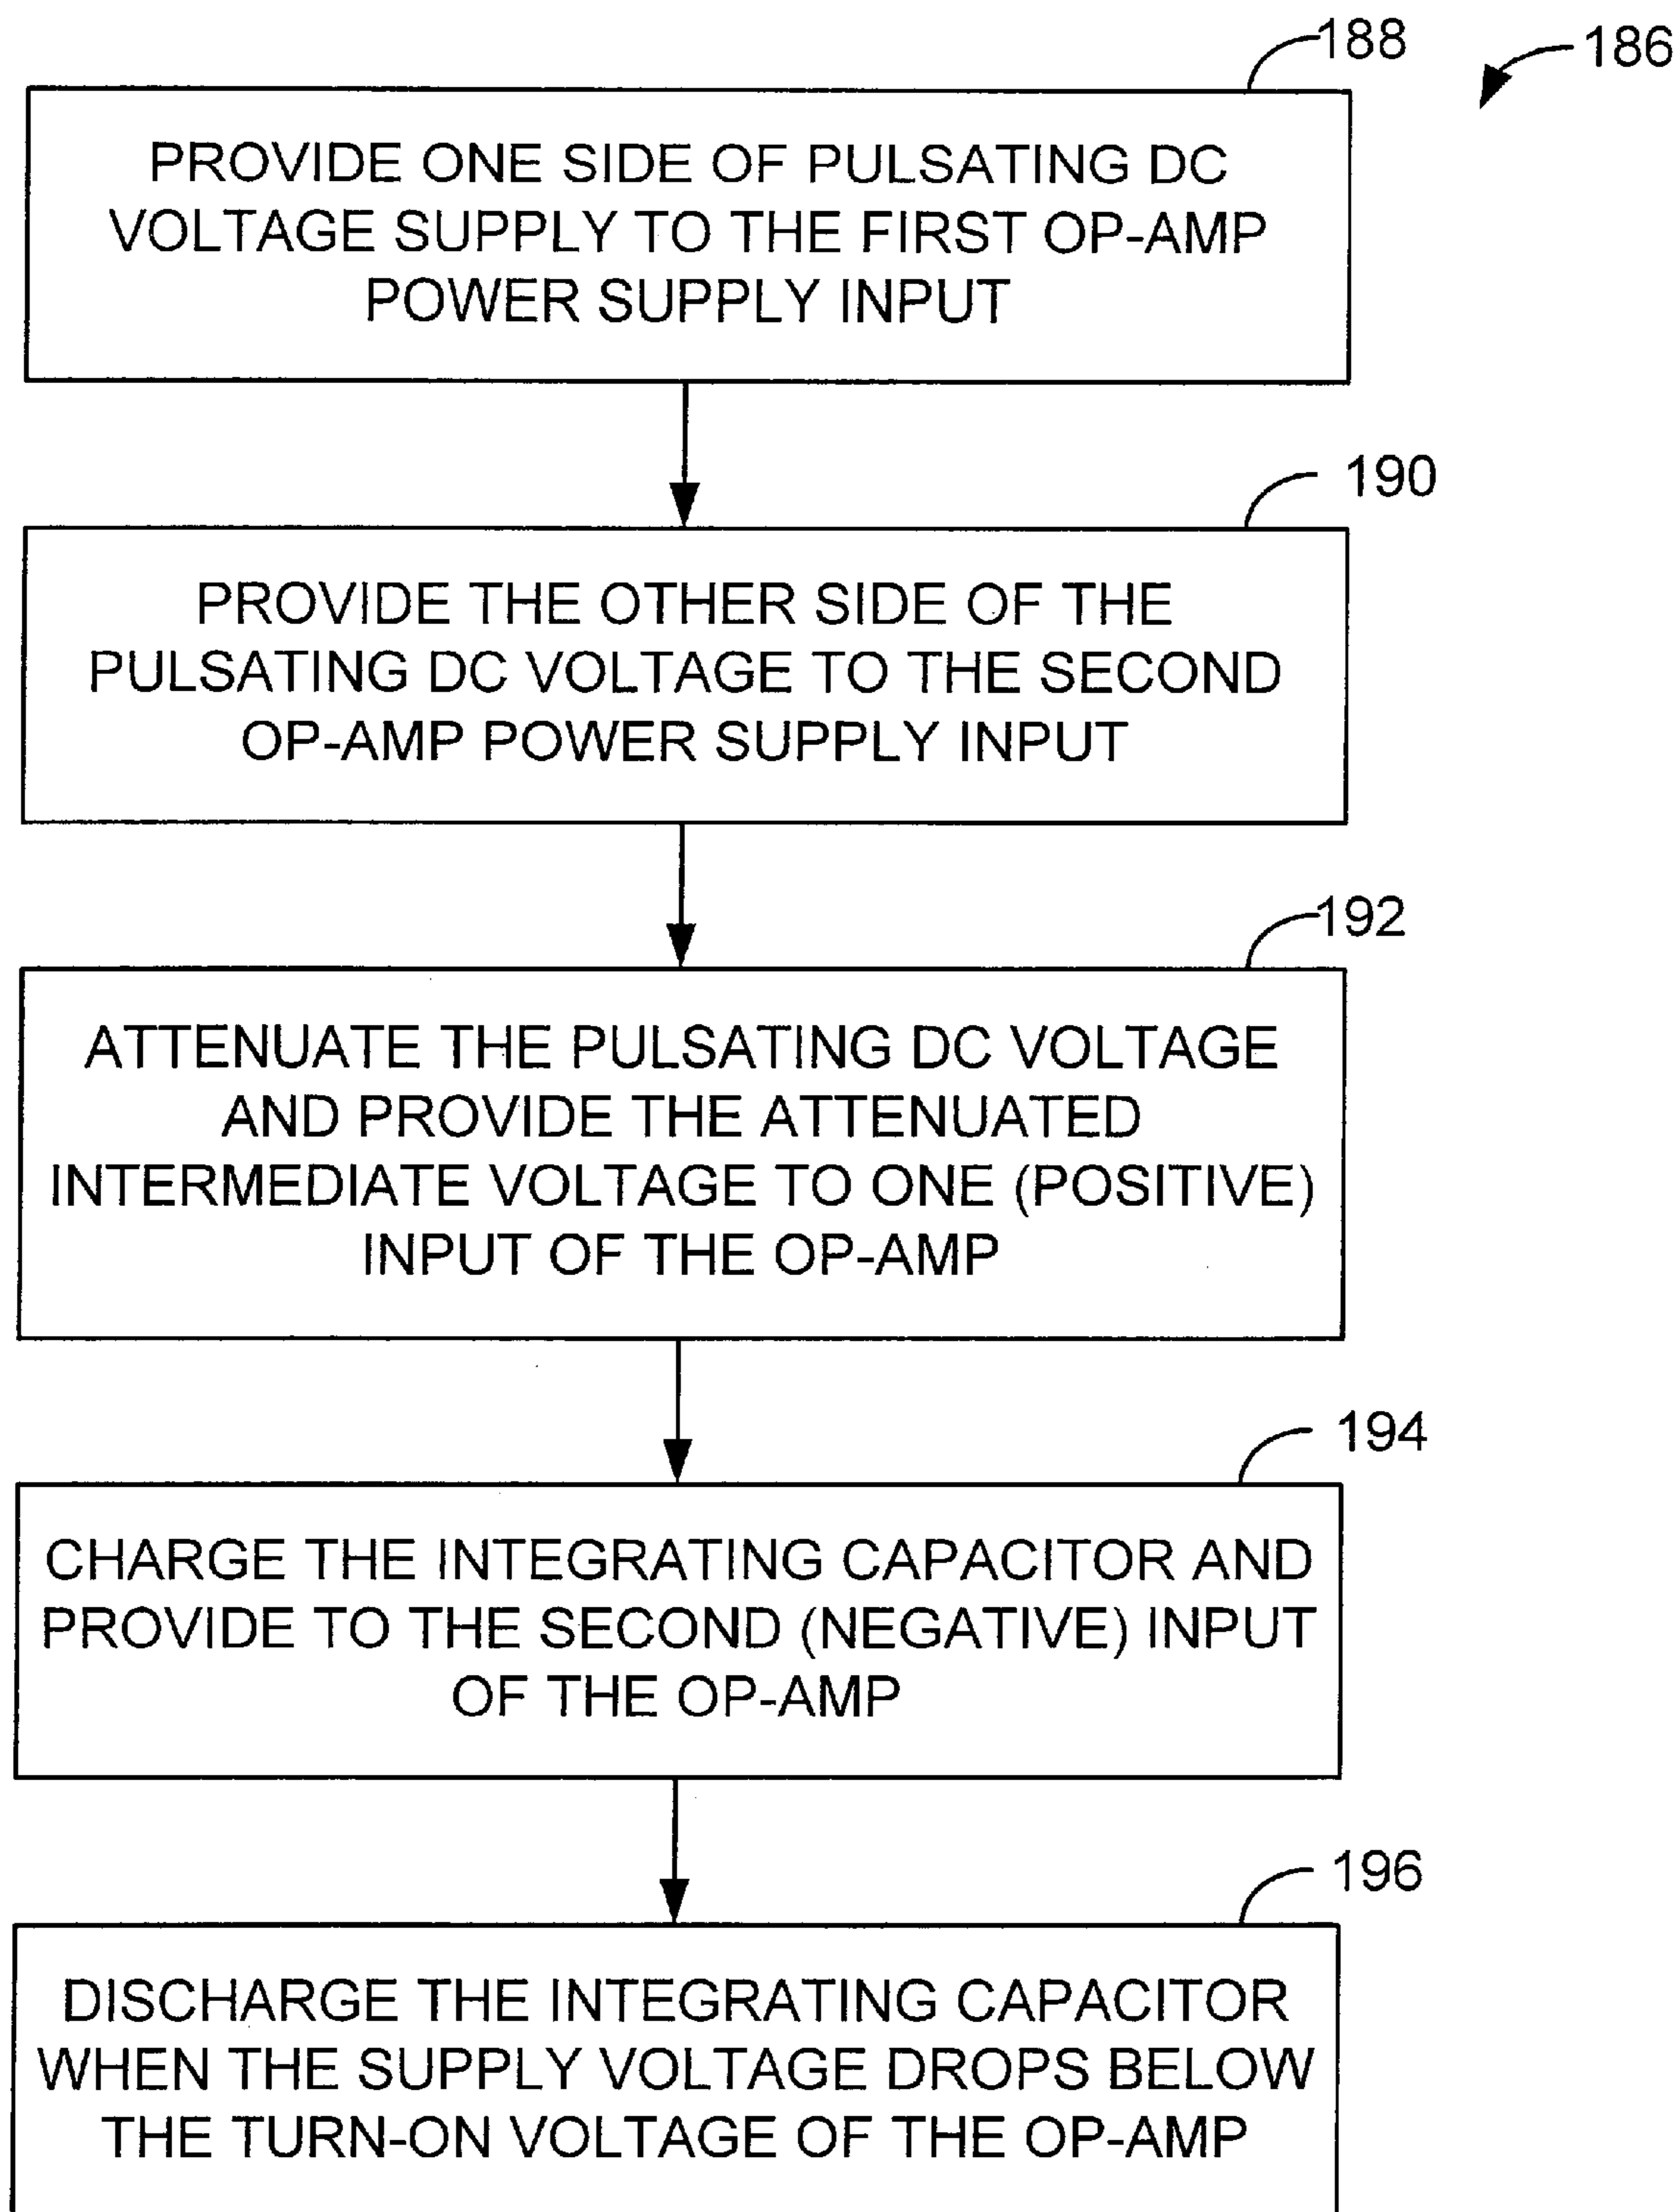 188
186
PROVIDE ONE SIDE OF PULSATING DC
VOLTAGE SUPPLY TO THE FIRST OP-AMP
POWER SUPPLY INPUT
190
PROVIDE THE OTHER SIDE OF THE
PULSATING DC VOLTAGE TO THE SECOND
OP-AMP POWER SUPPLY INPUT
192
ATTENUATE THE PULSATING DC VOLTAGE
AND PROVIDE THE ATTENUATED
INTERMEDIATE VOLTAGE TO ONE (POSITIVE)
INPUT OF THE OP-AMP
194
CHARGE THE INTEGRATING CAPACITOR AND
PROVIDE TO THE SECOND (NEGATIVE) INPUT
OF THE OP-AMP
196
DISCHARGE THE INTEGRATING CAPACITOR
WHEN THE SUPPLY VOLTAGE DROPS BELOW
THE TURN-ON VOLTAGE OF THE OP-AMP